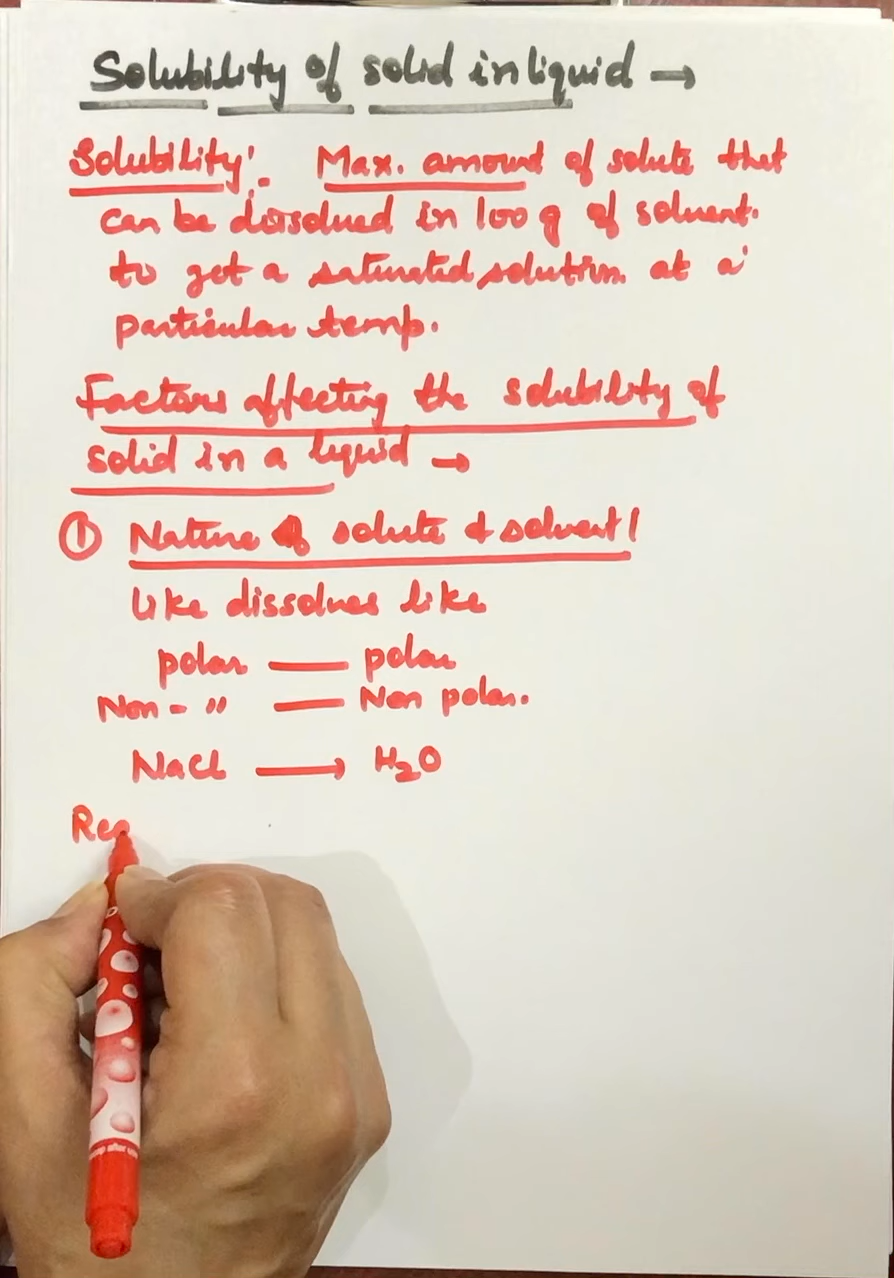 Solubility of solid in liquid →
Solubility:- Max. amount of solute that
can be dissolved in 100 g of solvent.
to get a saturated solution at a
particular temp.
Factors affecting the solubility of
solid in a liquid →
① Nature of solute & solvent!
Like dissolves like
polar — polar
Non- " — Non polar.
NaCl → H₂O
Rea